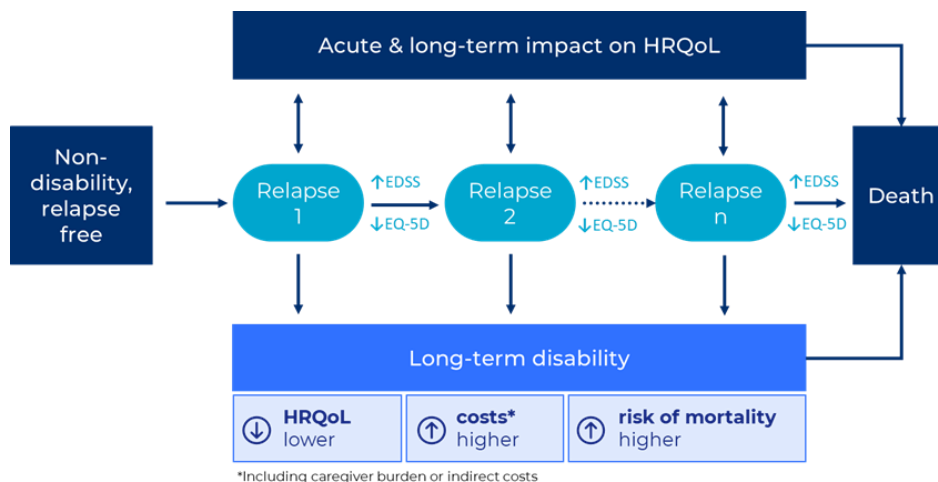 Acute & long-term impact on HRQoL
Non-
disability,
relapse
free
Relapse
1
↑EDSS
↓EQ-5D
Relapse
2
↑EDSS
↓EQ-5D
Relapse
n
↑EDSS
↓EQ-5D
Death
Long-term disability
HRQoL
lower
costs*
higher
risk of mortality
higher
*Including caregiver burden or indirect costs